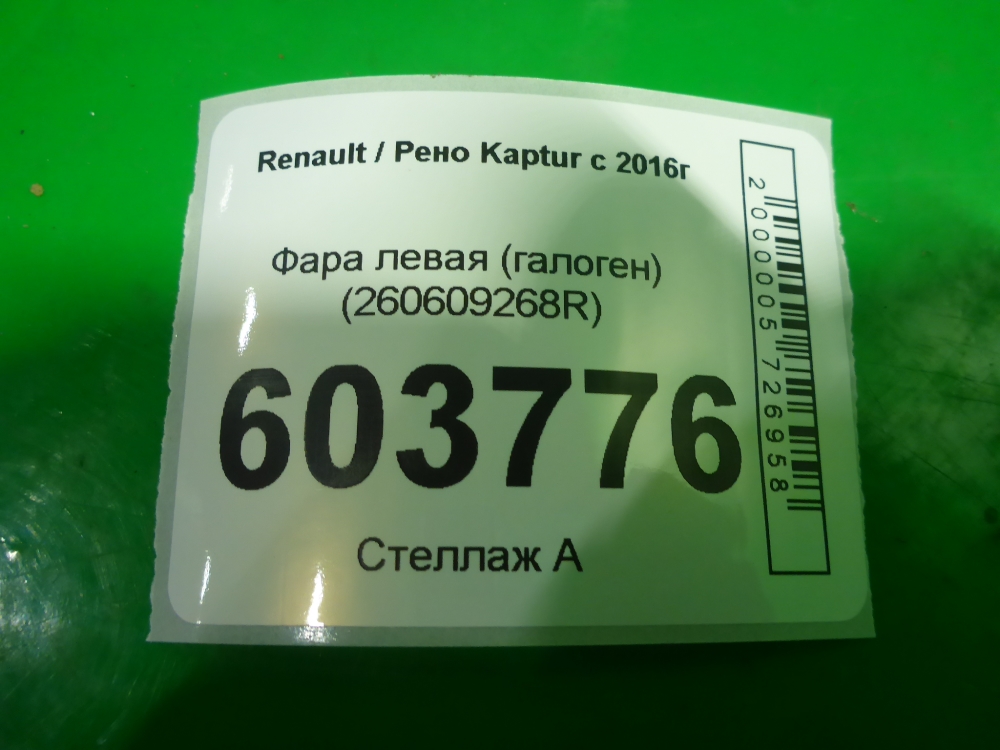 Renault / Рено Kaptur с 2016г
Фара левая (галоген)
(260609268R)
603776
Стеллаж А
2000005726958